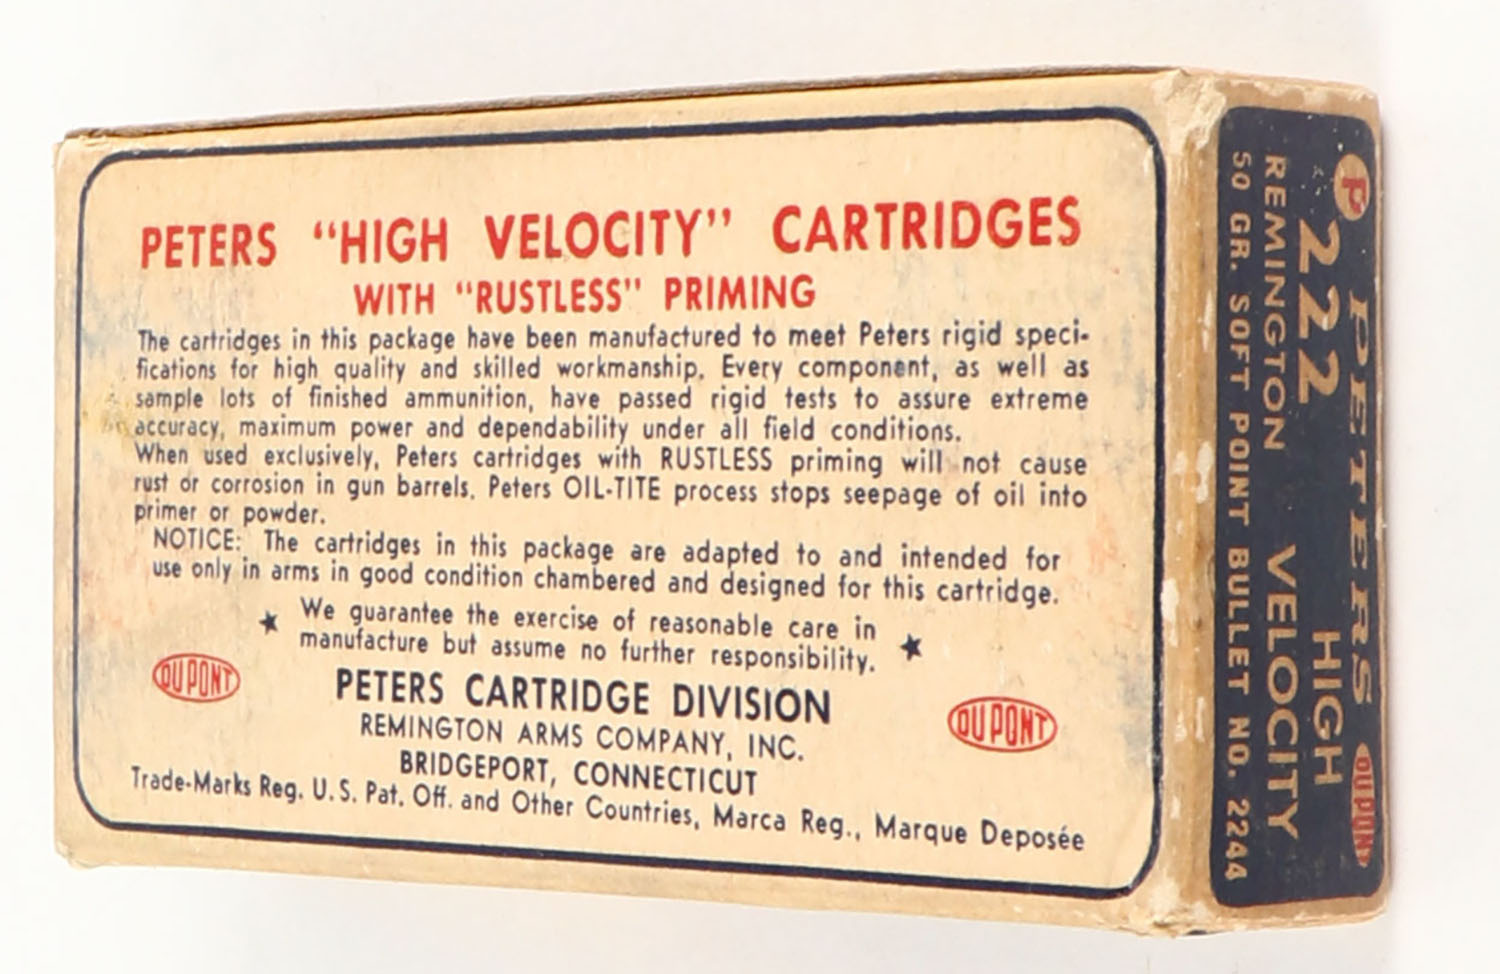 PETERS “HIGH VELOCITY” CARTRIDGES
WITH “RUSTLESS” PRIMING
The cartridges in this package have been manufactured to meet Peters rigid speci-
fications for high quality and skilled workmanship. Every component, as well as
sample lots of finished ammunition, have passed rigid tests to assure extreme
accuracy, maximum power and dependability under all field conditions.
When used exclusively, Peters cartridges with RUSTLESS priming will not cause
rust or corrosion in gun barrels. Peters OIL-TITE process stops seepage of oil into
primer or powder.
NOTICE: The cartridges in this package are adapted to and intended for
use only in arms in good condition chambered and designed for this cartridge.
We guarantee the exercise of reasonable care in
manufacture but assume no further responsibility.
DU PONT
DU PONT
PETERS CARTRIDGE DIVISION
REMINGTON ARMS COMPANY, INC.
BRIDGEPORT, CONNECTICUT
Trade-Marks Reg. U.S. Pat. Off. and Other Countries, Marca Reg., Marque Deposée
P
PETERS
DU PONT
222 HIGH
REMINGTON VELOCITY
50 GR. SOFT POINT BULLET NO. 2244